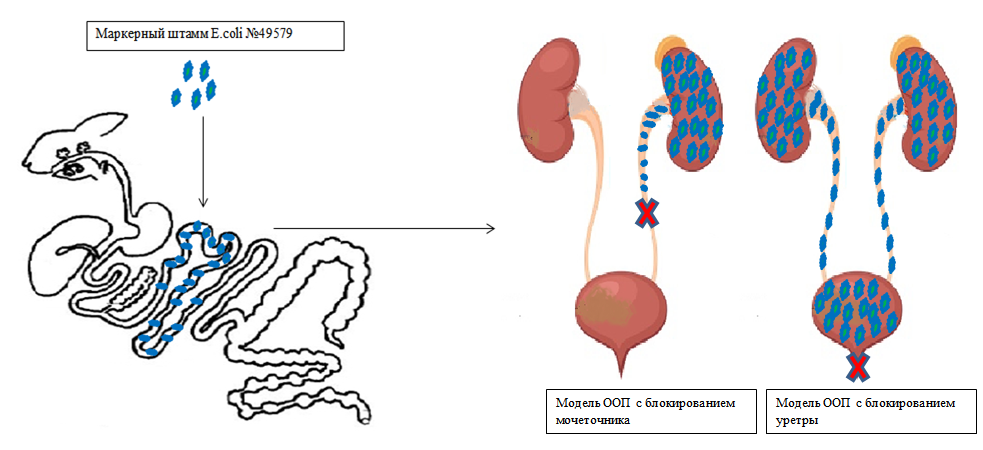 Маркерный штамм E.coli №49579
Модель ООП с блокированием
мочеточника
Модель ООП с блокированием
уретры